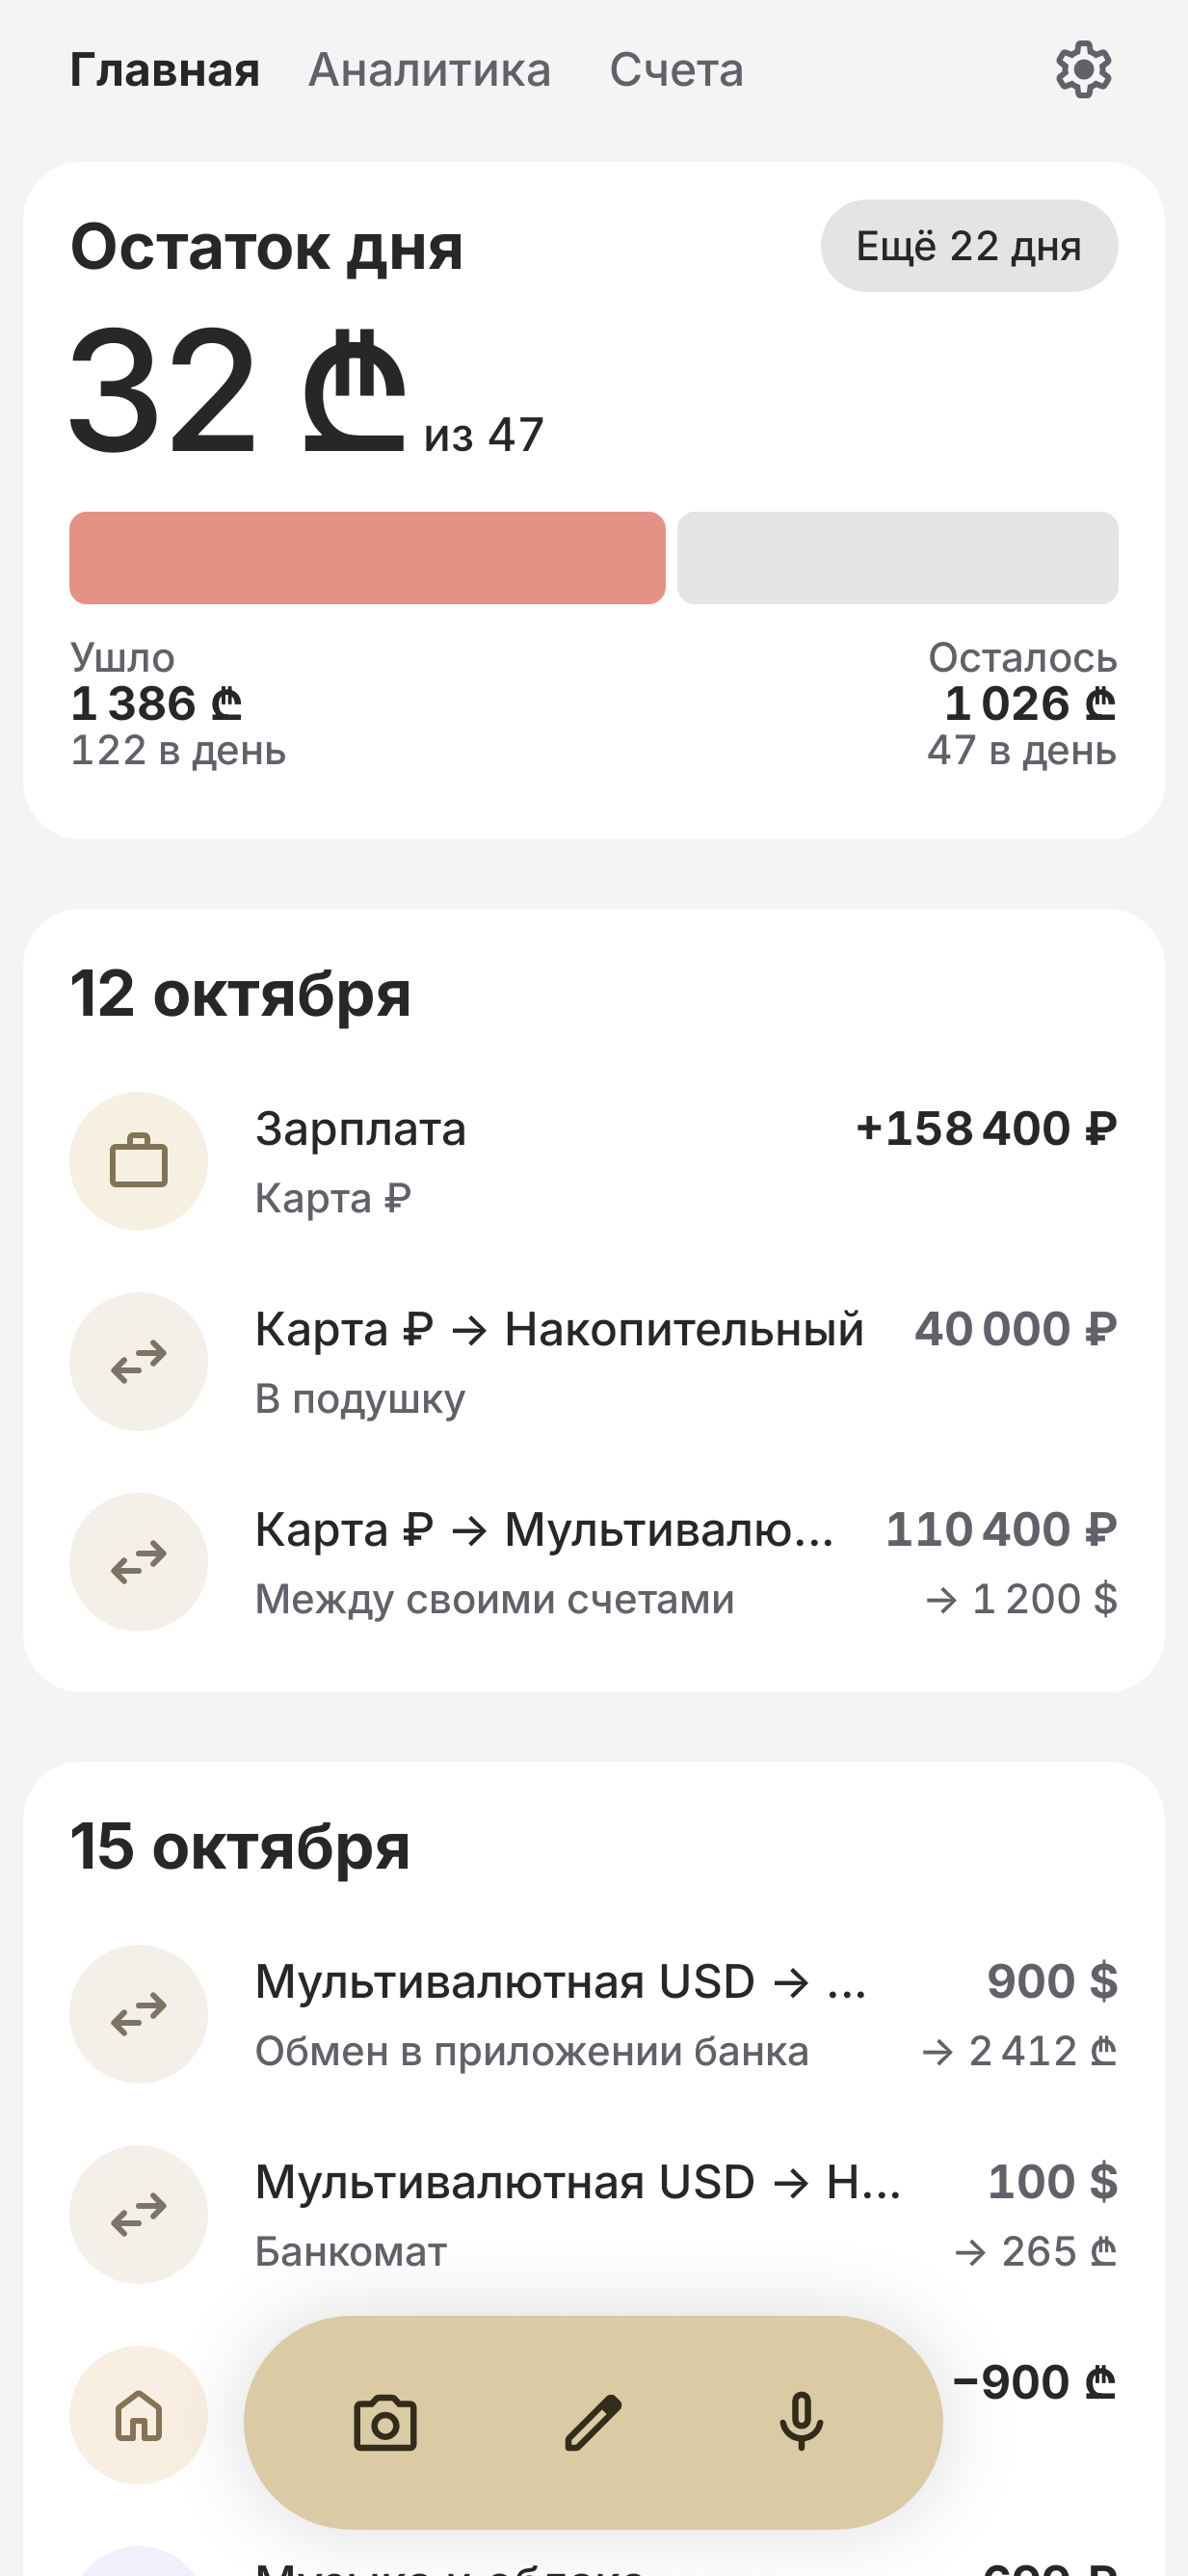 Главная Аналитика Счета
Остаток дня Ещё 22 дня
32 ₾ из 47
Ушло Осталось
1 386 ₾ 1 026 ₾
122 в день 47 в день
12 октября
Зарплата +158 400 ₽
Карта ₽
Карта ₽ → Накопительный 40 000 ₽
В подушку
Карта ₽ → Мультивалю... 110 400 ₽
Между своими счетами → 1 200 $
15 октября
Мультивалютная USD → ... 900 $
Обмен в приложении банка → 2 412 ₾
Мультивалютная USD → Н... 100 $
Банкомат → 265 ₾
−900 ₾